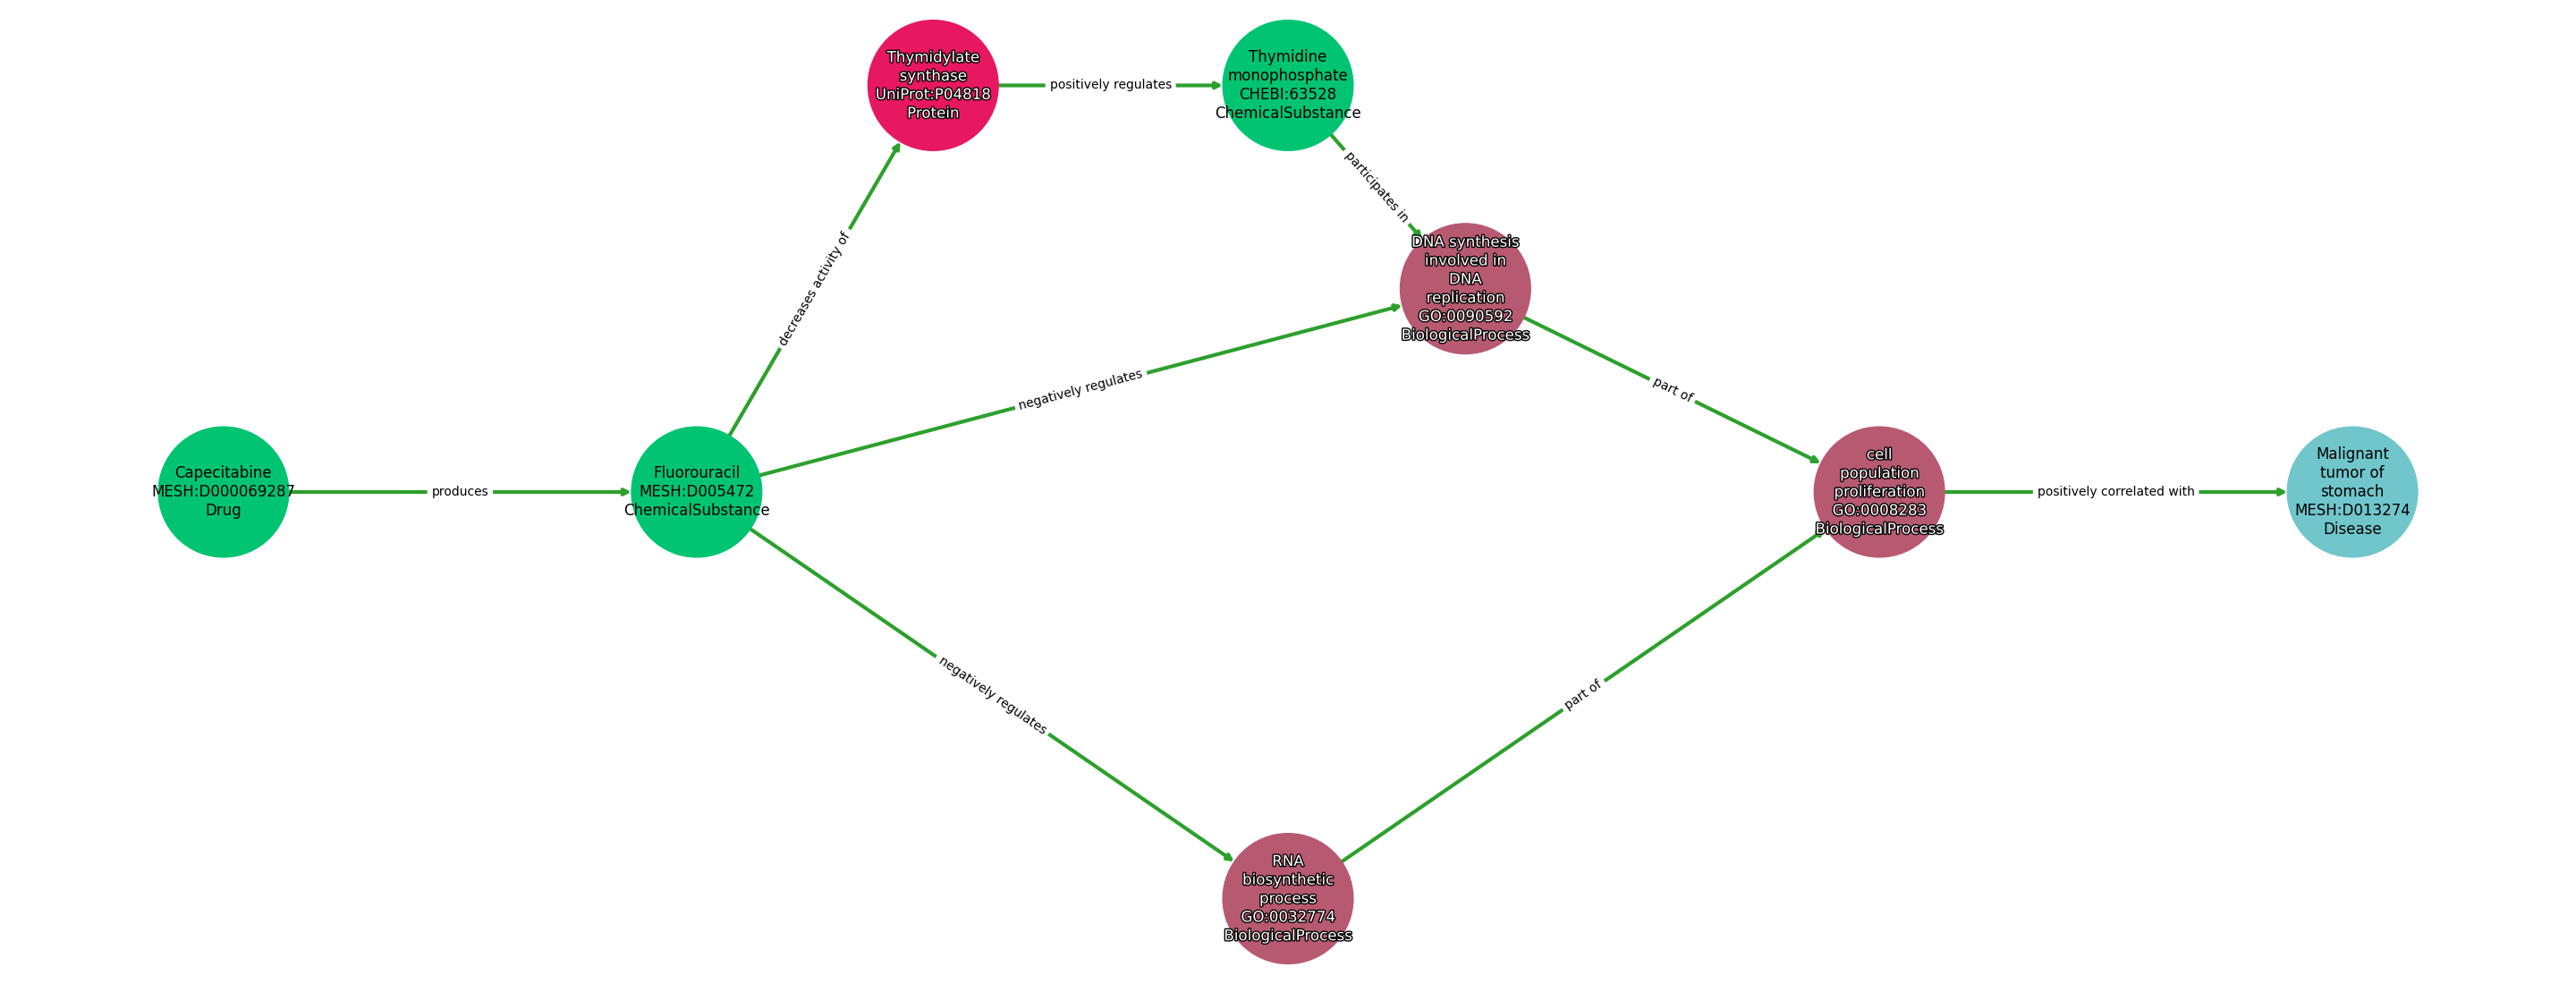 Thymidylate
synthase
UniProt:P04818
Protein
positively regulates
Thymidine
monophosphate
CHEBI:63528
ChemicalSubstance
participates in
decreases activity of
DNA synthesis
involved in
DNA
replication
GO:0090592
BiologicalProcess
negatively regulates
part of
Capecitabine
MESH:D000069287
Drug
produces
Fluorouracil
MESH:D005472
ChemicalSubstance
cell
population
proliferation
GO:0008283
BiologicalProcess
positively correlated with
Malignant
tumor of
stomach
MESH:D013274
Disease
negatively regulates
part of
RNA
biosynthetic
process
GO:0032774
BiologicalProcess